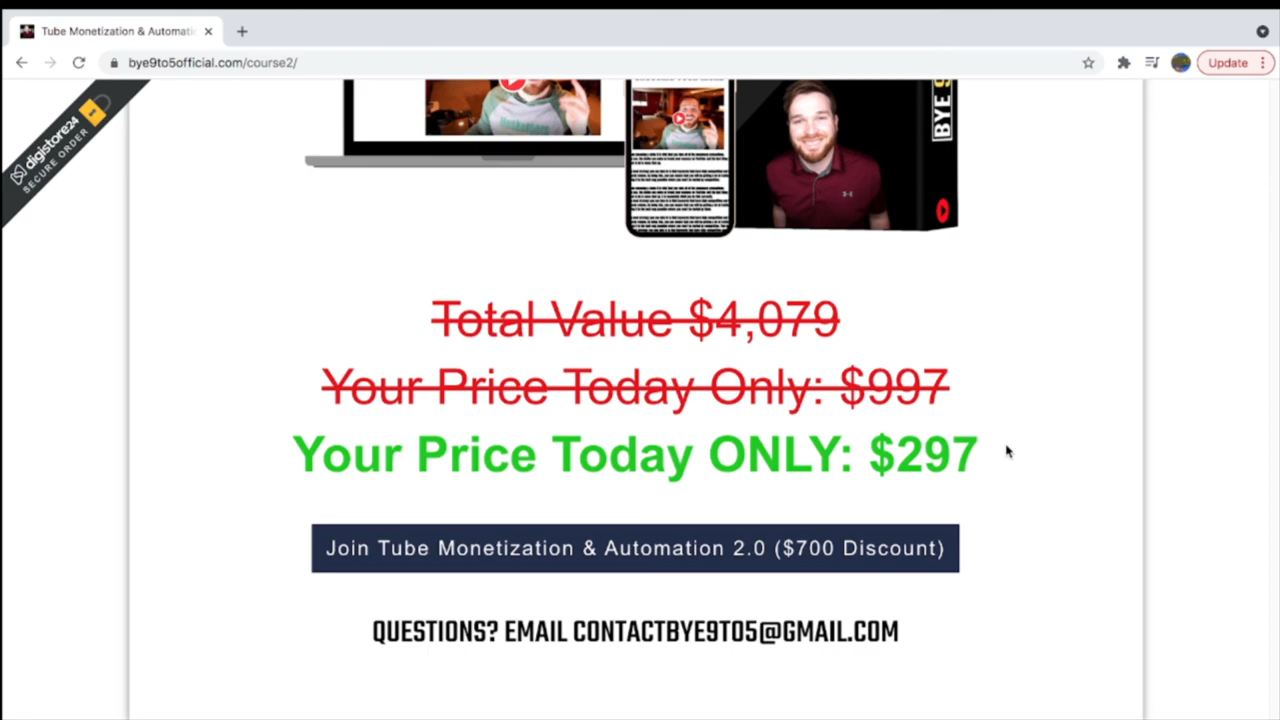 Tube Monetization & Automati
bye9to5official.com/course2/
Update
digistore24
SECURE ORDER
BYE
Total Value $4,079
Your Price Today Only: $997
Your Price Today ONLY: $297
Join Tube Monetization & Automation 2.0 ($700 Discount)
QUESTIONS? EMAIL CONTACTBYE9TO5@GMAIL.COM